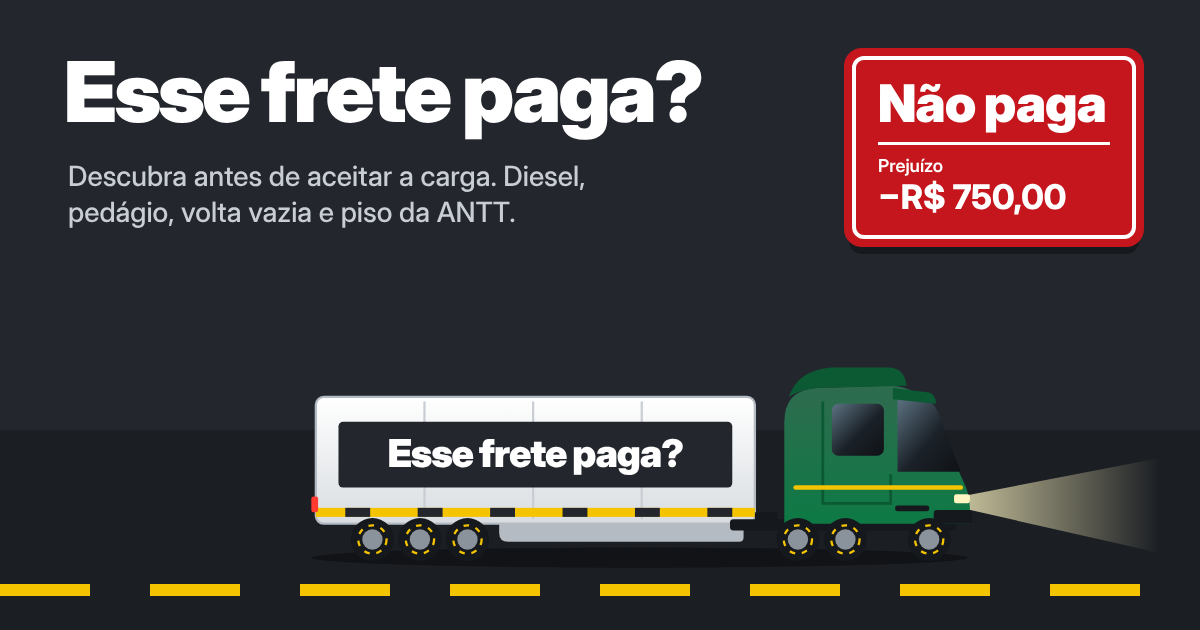 Esse frete paga?
Descubra antes de aceitar a carga. Diesel,
pedágio, volta vazia e piso da ANTT.
Não paga
Prejuízo
−R$ 750,00
Esse frete paga?